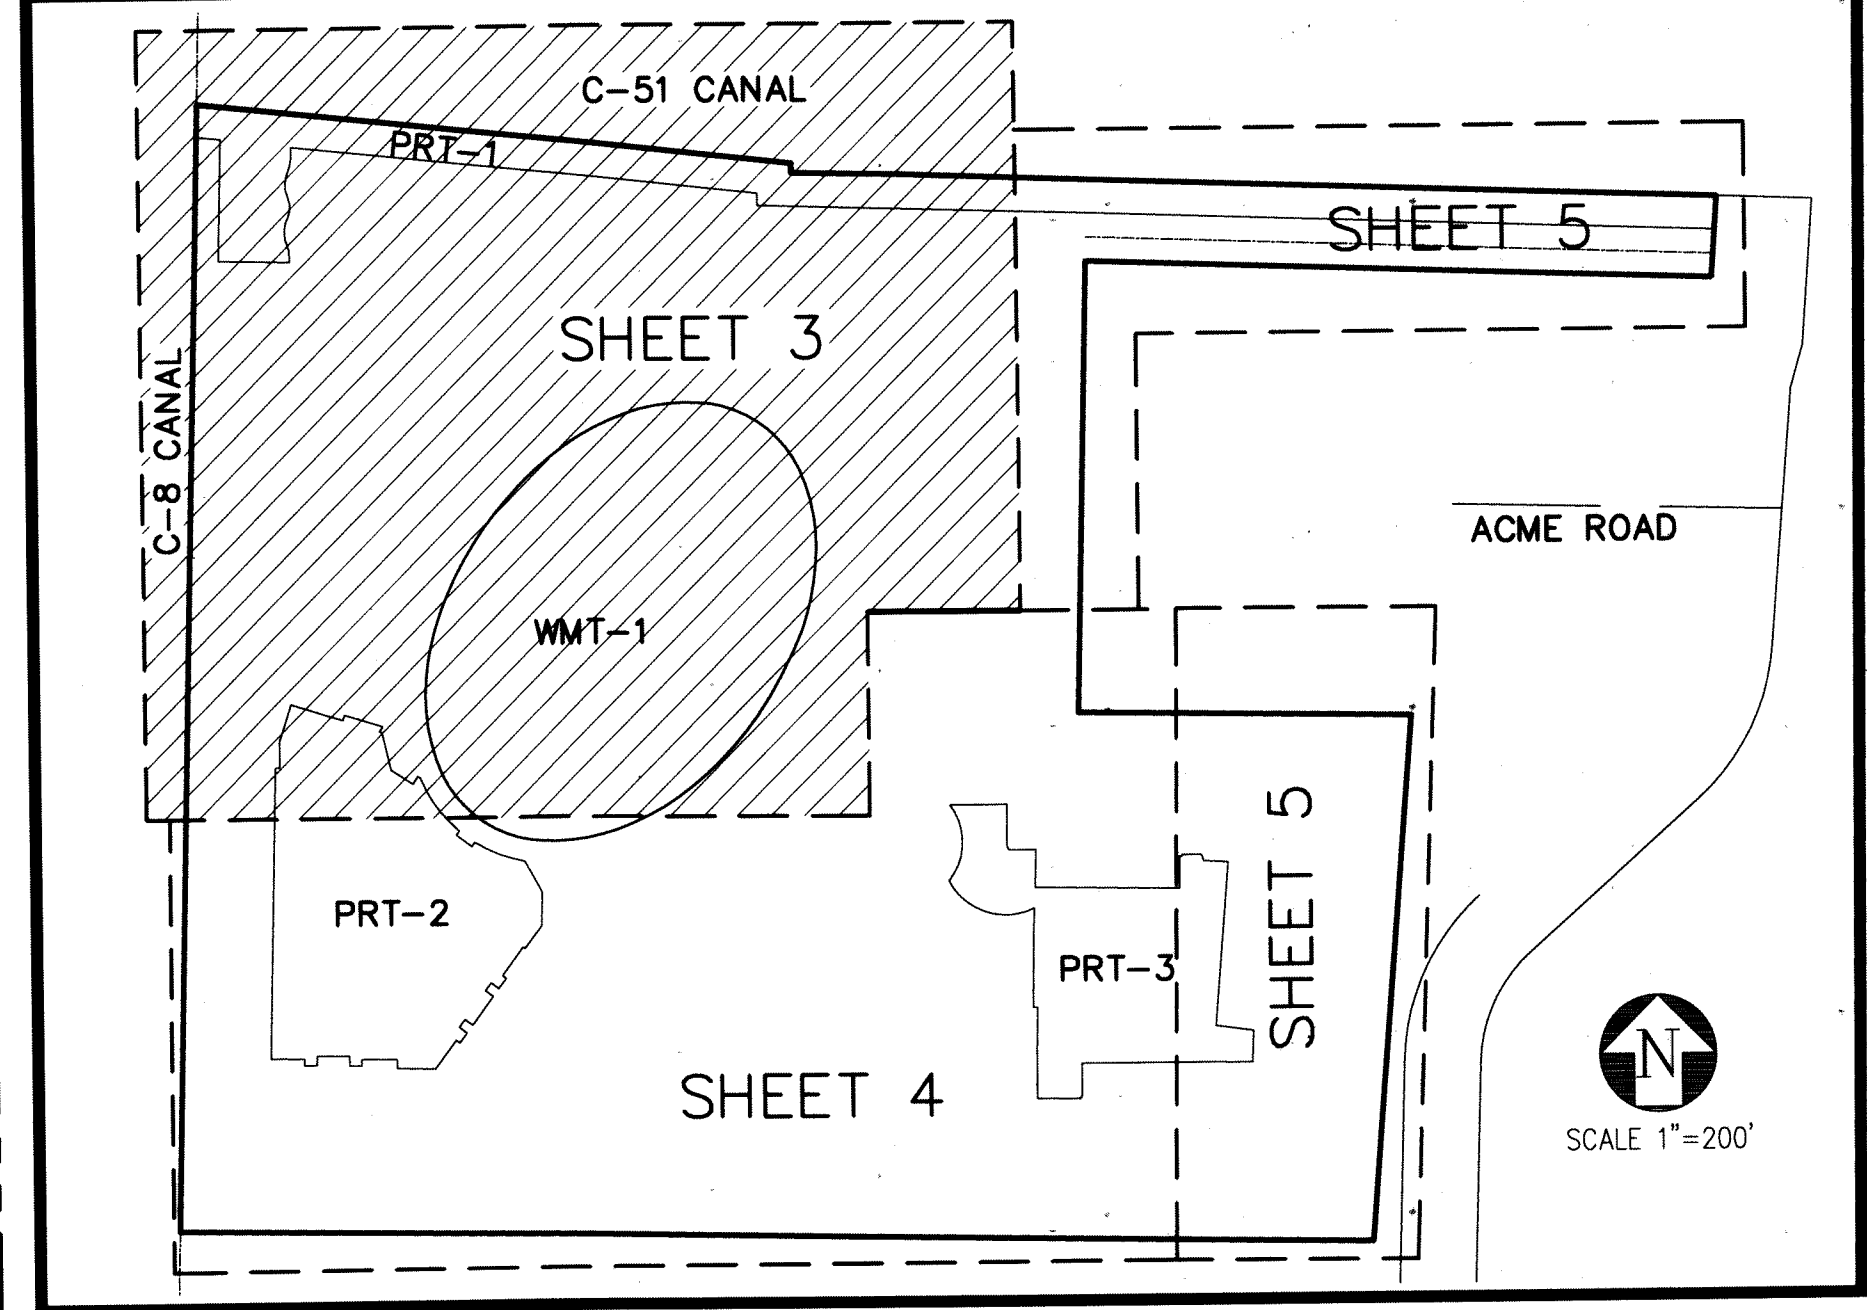 C-51 CANAL
PRT-1
SHEET 5
SHEET 3
C-8 CANAL
ACME ROAD
WMT-1
SHEET 5
PRT-2
PRT-3
SHEET 4
N
SCALE 1"=200'